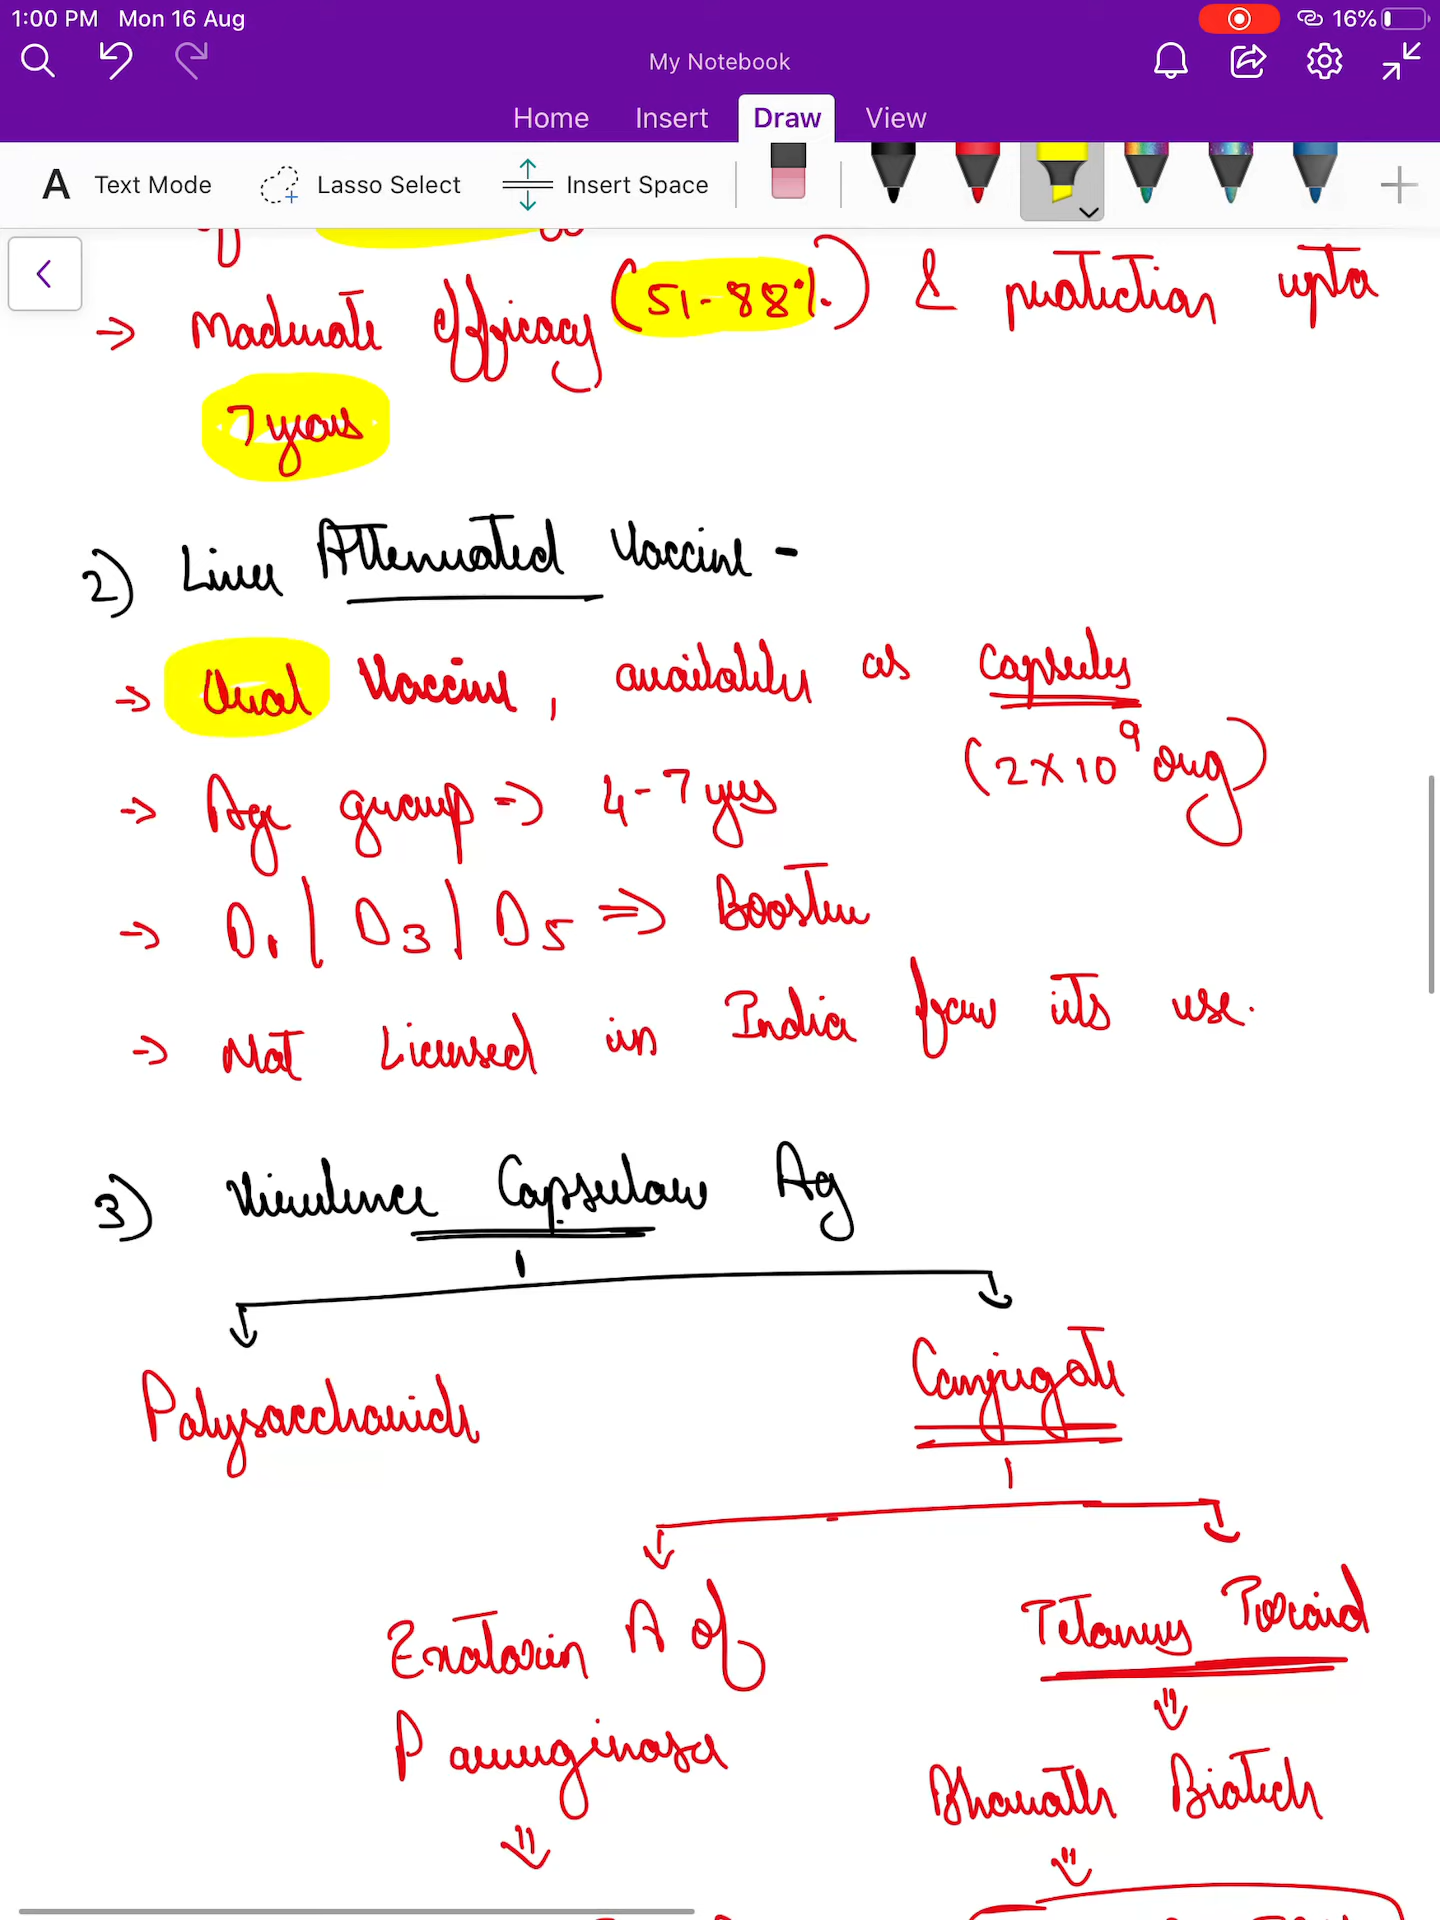 1:00 PM Mon 16 Aug
16%
My Notebook
Home Insert Draw View
A Text Mode Lasso Select Insert Space
→ Moderate efficacy (51-88%) & protection upto
7 years
2) Live Attenuated Vaccine -
→ Oral Vaccine, available as capsules
(2x10⁹ org)
→ Age group → 4-7 yrs
→ D1 | D3 | D5 ⇒ Booster
→ Not Licensed in India for its use.
3) Virulence Capsular Ag
Polysaccharide
Conjugate
Exotoxin A of
P aeruginosa
Tetanus Toxoid
Bharath Biotech